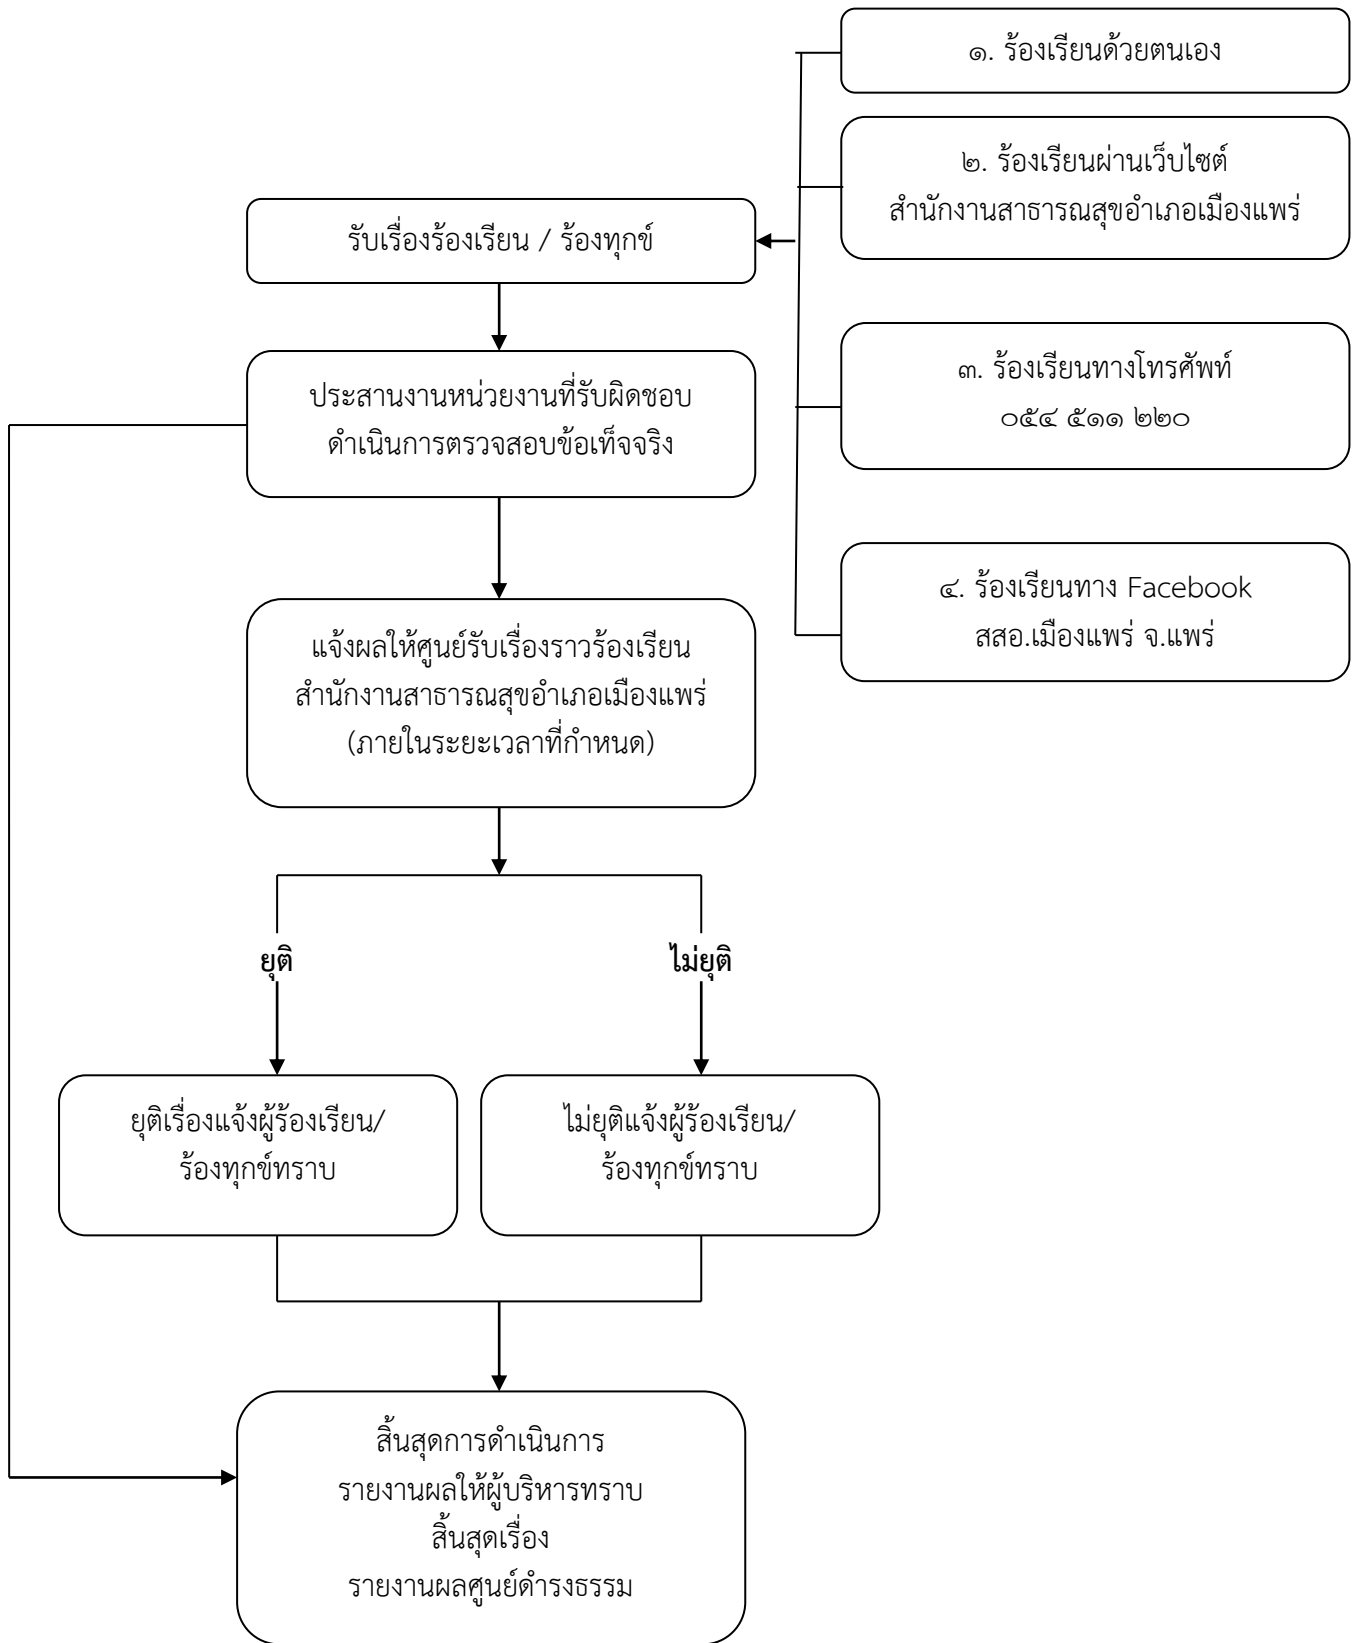 ๑. ร้องเรียนด้วยตนเอง
๒. ร้องเรียนผ่านเว็บไซต์
สำนักงานสาธารณสุขอำเภอเมืองแพร่
รับเรื่องร้องเรียน / ร้องทุกข์
๓. ร้องเรียนทางโทรศัพท์
๐๕๔ ๕๑๑ ๒๒๐
ประสานงานหน่วยงานที่รับผิดชอบ
ดำเนินการตรวจสอบข้อเท็จจริง
๔. ร้องเรียนทาง Facebook
สสอ.เมืองแพร่ จ.แพร่
แจ้งผลให้ศูนย์รับเรื่องราวร้องเรียน
สำนักงานสาธารณสุขอำเภอเมืองแพร่
(ภายในระยะเวลาที่กำหนด)
ยุติ
ไม่ยุติ
ยุติเรื่องแจ้งผู้ร้องเรียน/
ร้องทุกข์ทราบ
ไม่ยุติแจ้งผู้ร้องเรียน/
ร้องทุกข์ทราบ
สิ้นสุดการดำเนินการ
รายงานผลให้ผู้บริหารทราบ
สิ้นสุดเรื่อง
รายงานผลศูนย์ดำรงธรรม